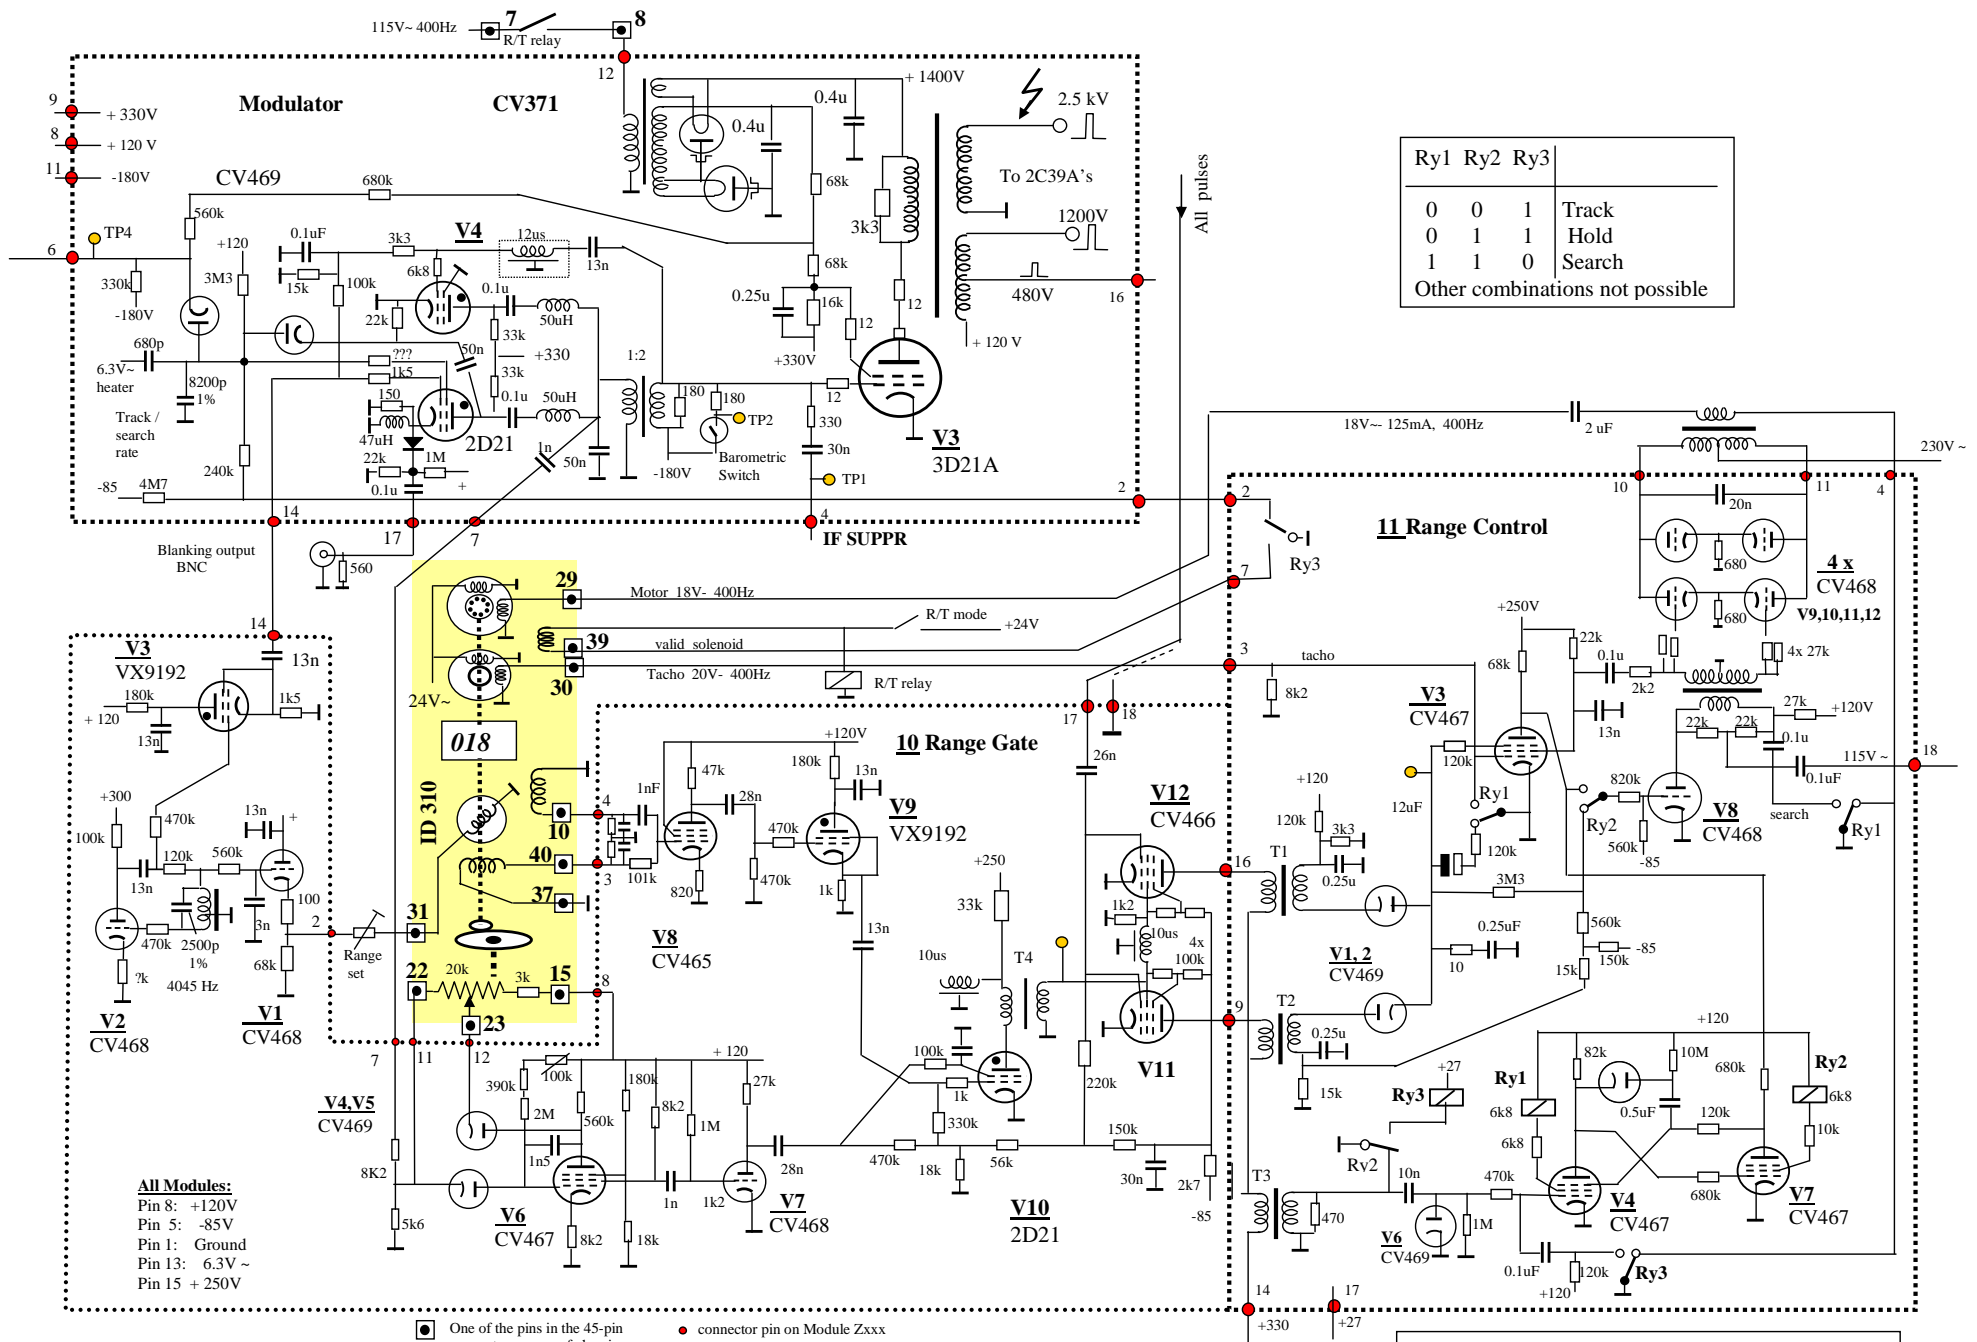 115V~ 400Hz
7
R/T relay
8
12
Modulator
CV371
9
+ 330V
8
+ 120 V
11
-180V
CV469
680k
560k
TP4
6
+120
3M3
330k
-180V
680p
6.3V~
heater
8200p
1%
Track /
search
rate
240k
-85
4M7
14
0.1uF
15k
100k
3k3
6k8
V4
12us
13n
0.1u
50uH
22k
33k
+330
33k
50n
???
1k5
150
0.1u
50uH
47uH
2D21
22k
1M
0.1u
+
17
7
1n
50n
1:2
180
180
TP2
-180V
Barometric
Switch
0.4u
0.4u
+ 1400V
68k
68k
0.25u
16k
12
+330V
3k3
12
12
330
30n
TP1
4
IF SUPPR
V3
3D21A
2.5 kV
To 2C39A's
1200V
480V
+ 120 V
16
2
All pulses
Ry1 Ry2 Ry3
0 0 1 Track
0 1 1 Hold
1 1 0 Search
Other combinations not possible
18V~- 125mA, 400Hz
2 uF
230V ~
10
11
4
2
Ry3
7
11 Range Control
20n
680
680
4 x
CV468
V9,10,11,12
Blanking output
BNC
560
14
V3
VX9192
13n
180k
+ 120
13n
1k5
+300
100k
13n
470k
120k
560k
13n
+
100
3n
68k
2
470k
2500p
1%
4045 Hz
?k
V2
CV468
V1
CV468
Range
set
29
Motor 18V- 400Hz
39
valid solenoid
R/T mode
+24V
30
Tacho 20V- 400Hz
R/T relay
24V~
018
ID 310
10
40
37
31
22
20k
3k
15
23
4
3
8
7
11
12
10 Range Gate
17
18
26n
1nF
47k
28n
101k
820
V8
CV465
+120V
180k
13n
470k
470k
V9
VX9192
1k
13n
V12
CV466
+250
33k
10us
T4
1k2
10us
4x
100k
V11
16
9
3
tacho
8k2
V3
CV467
+250V
68k
22k
0.1u
2k2
13n
4x 27k
27k
+120V
22k
22k
0.1u
0.1uF
115V ~
18
120k
12uF
Ry1
120k
820k
Ry2
560k
-85
V8
CV468
search
Ry1
+120
120k
3k3
0.25u
T1
V1, 2
CV469
3M3
0.25uF
10
560k
-85
150k
15k
T2
0.25u
15k
+27
Ry3
Ry2
T3
470
10n
V6
CV469
1M
470k
0.1uF
120k
+120
Ry3
+120
82k
10M
Ry1
6k8
0.5uF
680k
Ry2
6k8
6k8
120k
10k
680k
V4
CV467
V7
CV467
V4,V5
CV469
8K2
5k6
390k
100k
2M
1n5
560k
180k
8k2
1M
+ 120
27k
V6
CV467
8k2
18k
1n
1k2
V7
CV468
28n
470k
18k
56k
100k
1k
330k
V10
2D21
220k
150k
30n
2k7
-85
14
+330
17
+27
All Modules:
Pin 8: +120V
Pin 5: -85V
Pin 1: Ground
Pin 13: 6.3V ~
Pin 15 + 250V
One of the pins in the 45-pin
connector pin on Module Zxxx